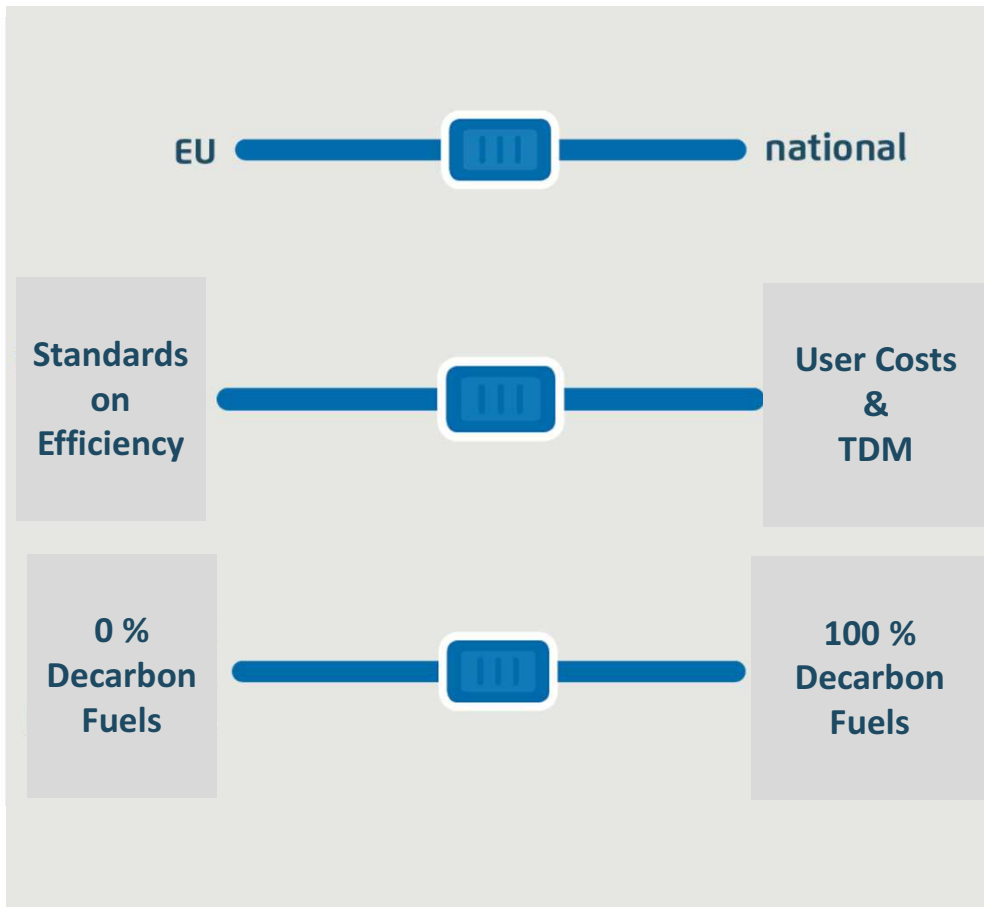 EU
national
Standards
on
Efficiency
User Costs
&
TDM
0 %
Decarbon
Fuels
100 %
Decarbon
Fuels